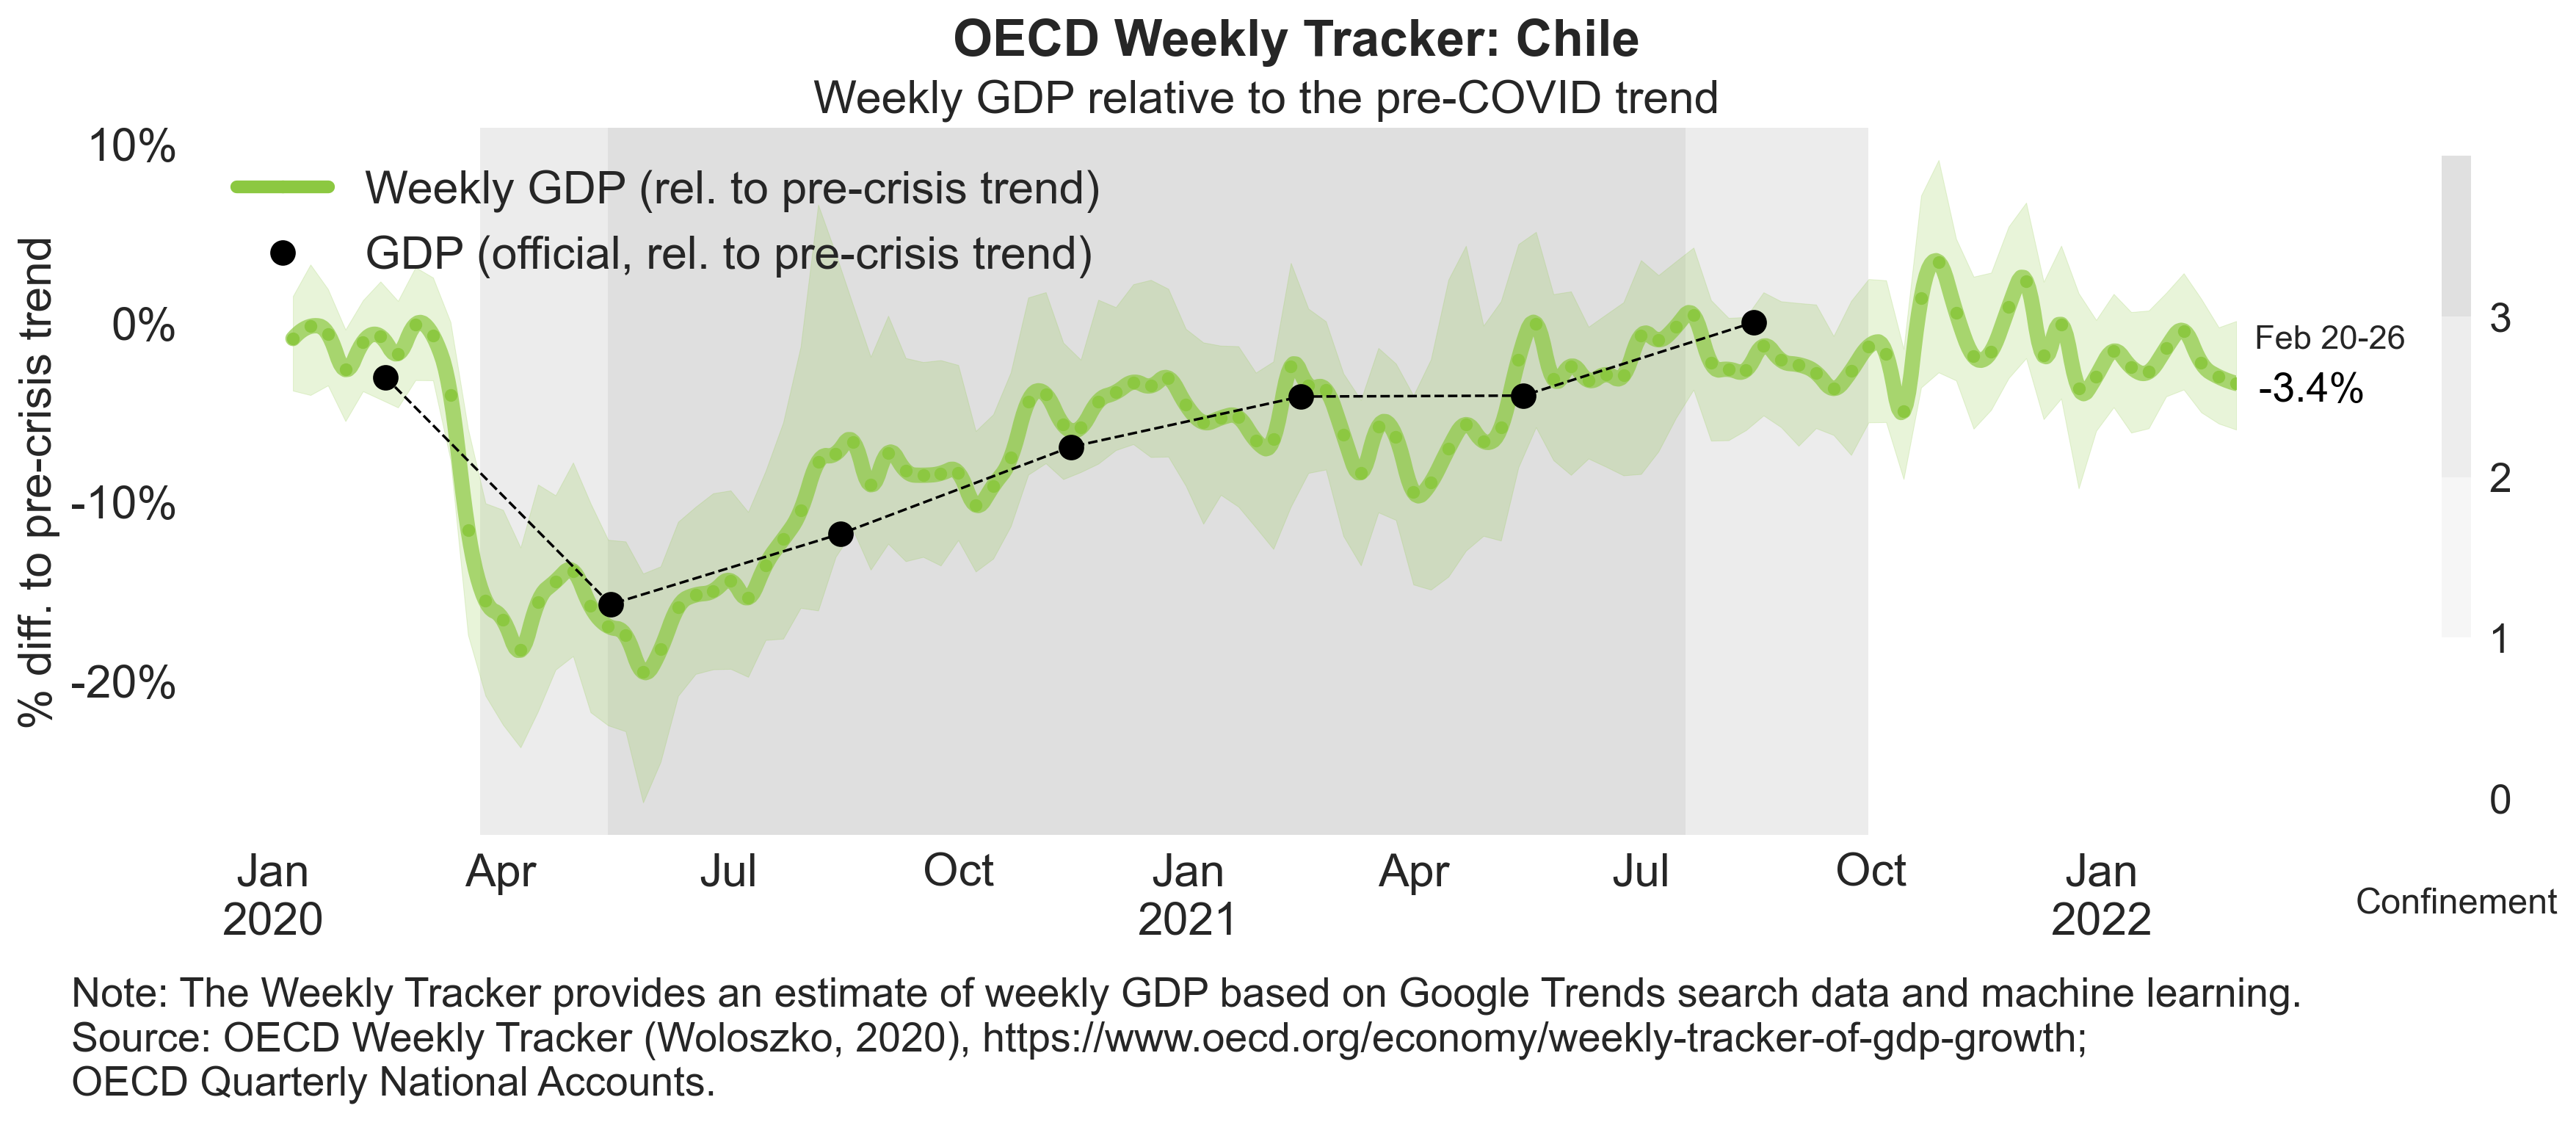 OECD Weekly Tracker: Chile
Weekly GDP relative to the pre-COVID trend
% diff. to pre-crisis trend
10%
0%
-10%
-20%
Weekly GDP (rel. to pre-crisis trend)
GDP (official, rel. to pre-crisis trend)
Feb 20-26
-3.4%
3
2
1
0
Confinement
Jan Apr Jul Oct Jan Apr Jul Oct Jan
2020 2021 2022
Note: The Weekly Tracker provides an estimate of weekly GDP based on Google Trends search data and machine learning.
Source: OECD Weekly Tracker (Woloszko, 2020), https://www.oecd.org/economy/weekly-tracker-of-gdp-growth;
OECD Quarterly National Accounts.